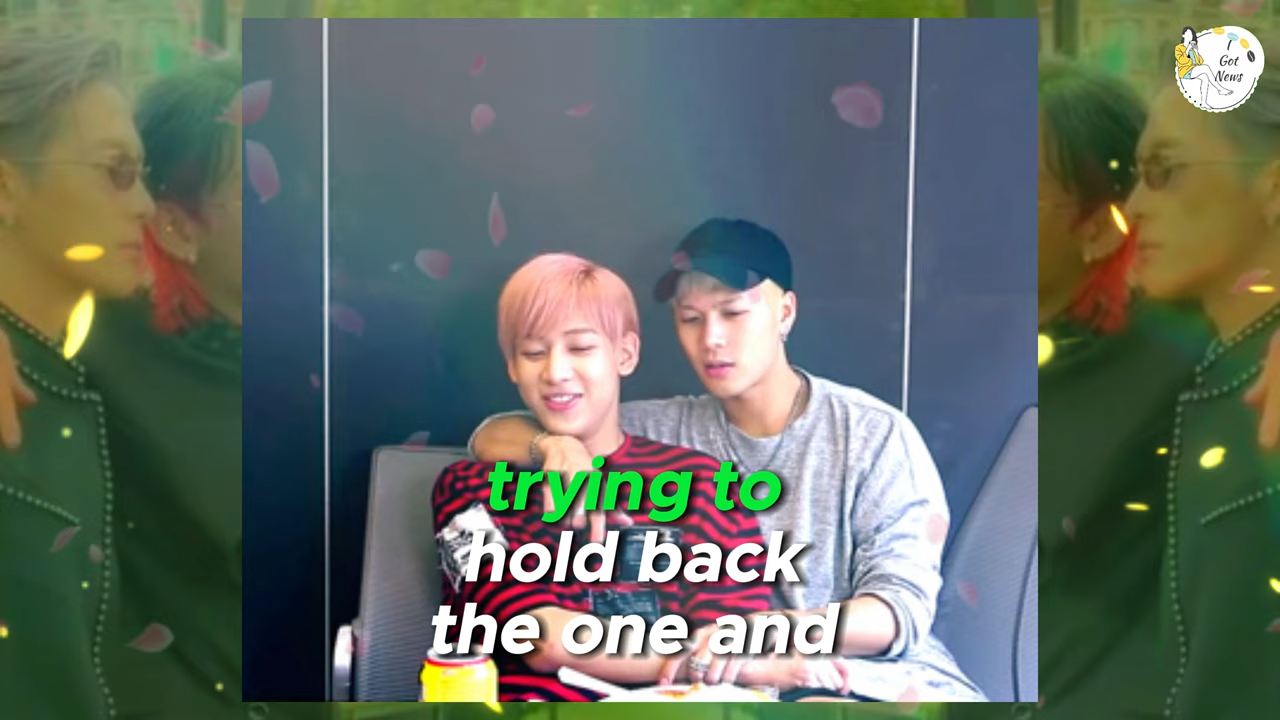 I
Got
News
trying to
hold back
the one and